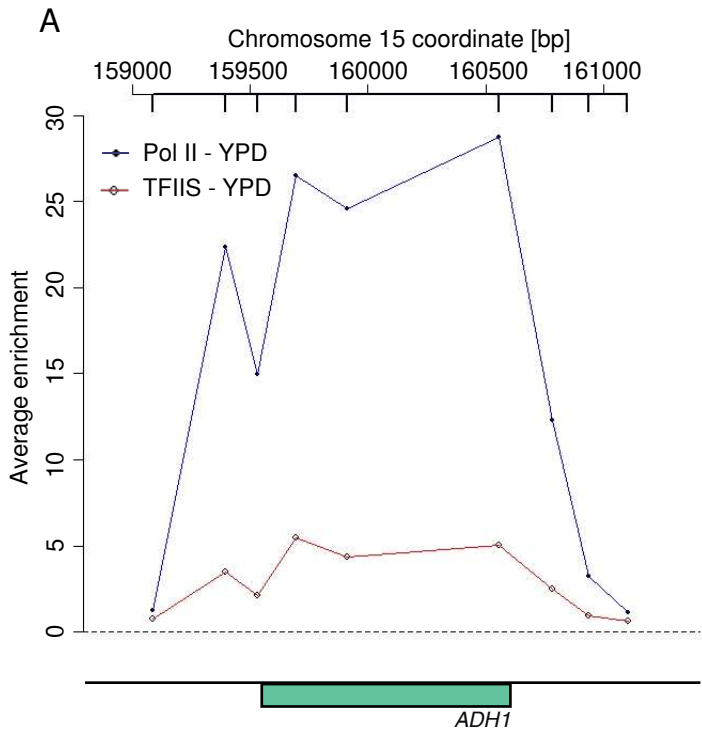 A
Chromosome 15 coordinate [bp]
159000 159500 160000 160500 161000
30
Pol II - YPD
TFIIS - YPD
25
20
15
10
5
0
Average enrichment
ADH1